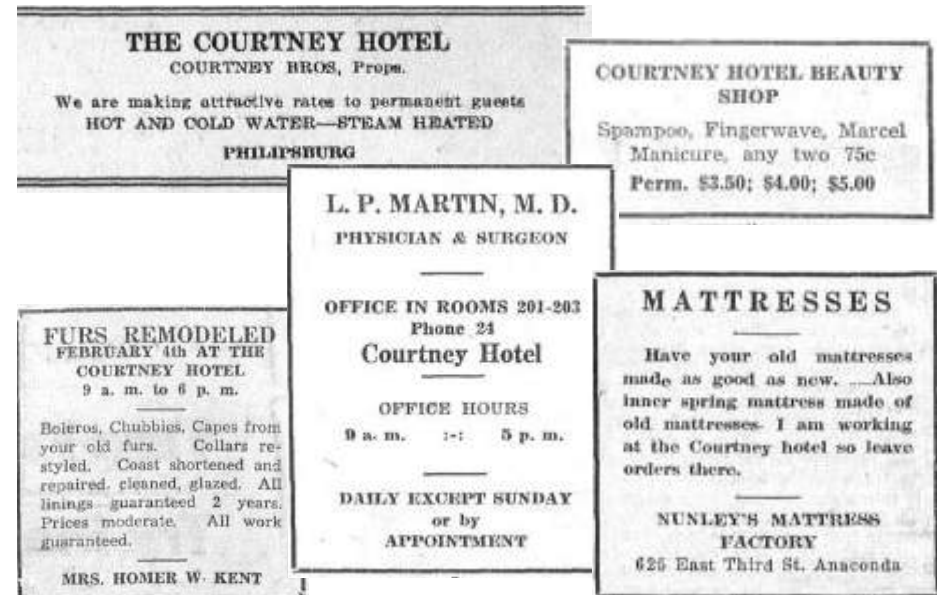 THE COURTNEY HOTEL
COURTNEY BROS, Props.
We are making attractive rates to permanent guests
HOT AND COLD WATER—STEAM HEATED
PHILIPSBURG
COURTNEY HOTEL BEAUTY
SHOP
Spampoo, Fingerwave, Marcel
Manicure, any two 75c
Perm. $3.50; $4.00; $5.00
L. P. MARTIN, M. D.
PHYSICIAN & SURGEON
OFFICE IN ROOMS 201-203
Phone 24
Courtney Hotel
OFFICE HOURS
9 a. m. :-: 5 p. m.
DAILY EXCEPT SUNDAY
or by
APPOINTMENT
FURS REMODELED
FEBRUARY 4th AT THE
COURTNEY HOTEL
9 a. m. to 6 p. m.
Boleros, Chubbies, Capes from
your old furs. Collars re-
styled. Coast shortened and
repaired. cleaned, glazed. All
linings guaranteed 2 years.
Prices moderate. All work
guaranteed.
MRS. HOMER W. KENT
MATTRESSES
Have your old mattresses
made as good as new. ....Also
inner spring mattress made of
old mattresses. I am working
at the Courtney hotel so leave
orders there.
NUNLEY'S MATTRESS
FACTORY
625 East Third St. Anaconda